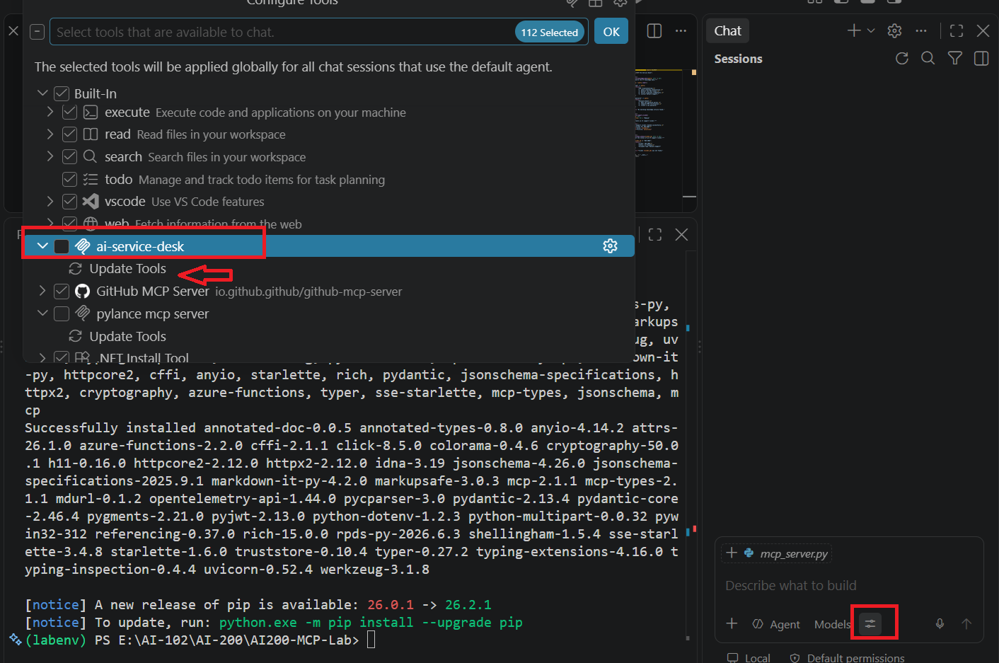 Configure Tools
Select tools that are available to chat.
112 Selected
OK
The selected tools will be applied globally for all chat sessions that use the default agent.
Built-In
execute Execute code and applications on your machine
read Read files in your workspace
search Search files in your workspace
todo Manage and track todo items for task planning
vscode Use VS Code features
web Fetch information from the web
ai-service-desk
Update Tools
GitHub MCP Server io.github.github/github-mcp-server
pylance mcp server
Update Tools
.NET Install Tool
s-py,
arkups
ug, uv
own-it
-py, httpcore2, cffi, anyio, starlette, rich, pydantic, jsonschema-specifications, h
ttpx2, cryptography, azure-functions, typer, sse-starlette, mcp-types, jsonschema, m
cp
Successfully installed annotated-doc-0.0.5 annotated-types-0.8.0 anyio-4.14.2 attrs-
26.1.0 azure-functions-2.2.0 cffi-2.1.1 click-8.5.0 colorama-0.4.6 cryptography-50.0
.1 h11-0.16.0 httpcore2-2.12.0 httpx2-2.12.0 idna-3.19 jsonschema-4.26.0 jsonschema-
specifications-2025.9.1 markdown-it-py-4.2.0 markupsafe-3.0.3 mcp-2.1.1 mcp-types-2.
1.1 mdurl-0.1.2 opentelemetry-api-1.44.0 pycparser-3.0 pydantic-2.13.4 pydantic-core
-2.46.4 pygments-2.21.0 pyjwt-2.13.0 python-dotenv-1.2.3 python-multipart-0.0.32 pyw
in32-312 referencing-0.37.0 rich-15.0.0 rpds-py-2026.6.3 shellingham-1.5.4 sse-starl
ette-3.4.8 starlette-1.6.0 truststore-0.10.4 typer-0.27.2 typing-extensions-4.16.0 t
yping-inspection-0.4.4 uvicorn-0.52.4 werkzeug-3.1.8
[notice] A new release of pip is available: 26.0.1 -> 26.2.1
[notice] To update, run: python.exe -m pip install --upgrade pip
(labenv) PS E:\AI-102\AI-200\AI200-MCP-Lab>
Chat
Sessions
mcp_server.py
Describe what to build
Agent
Models
Local
Default permissions